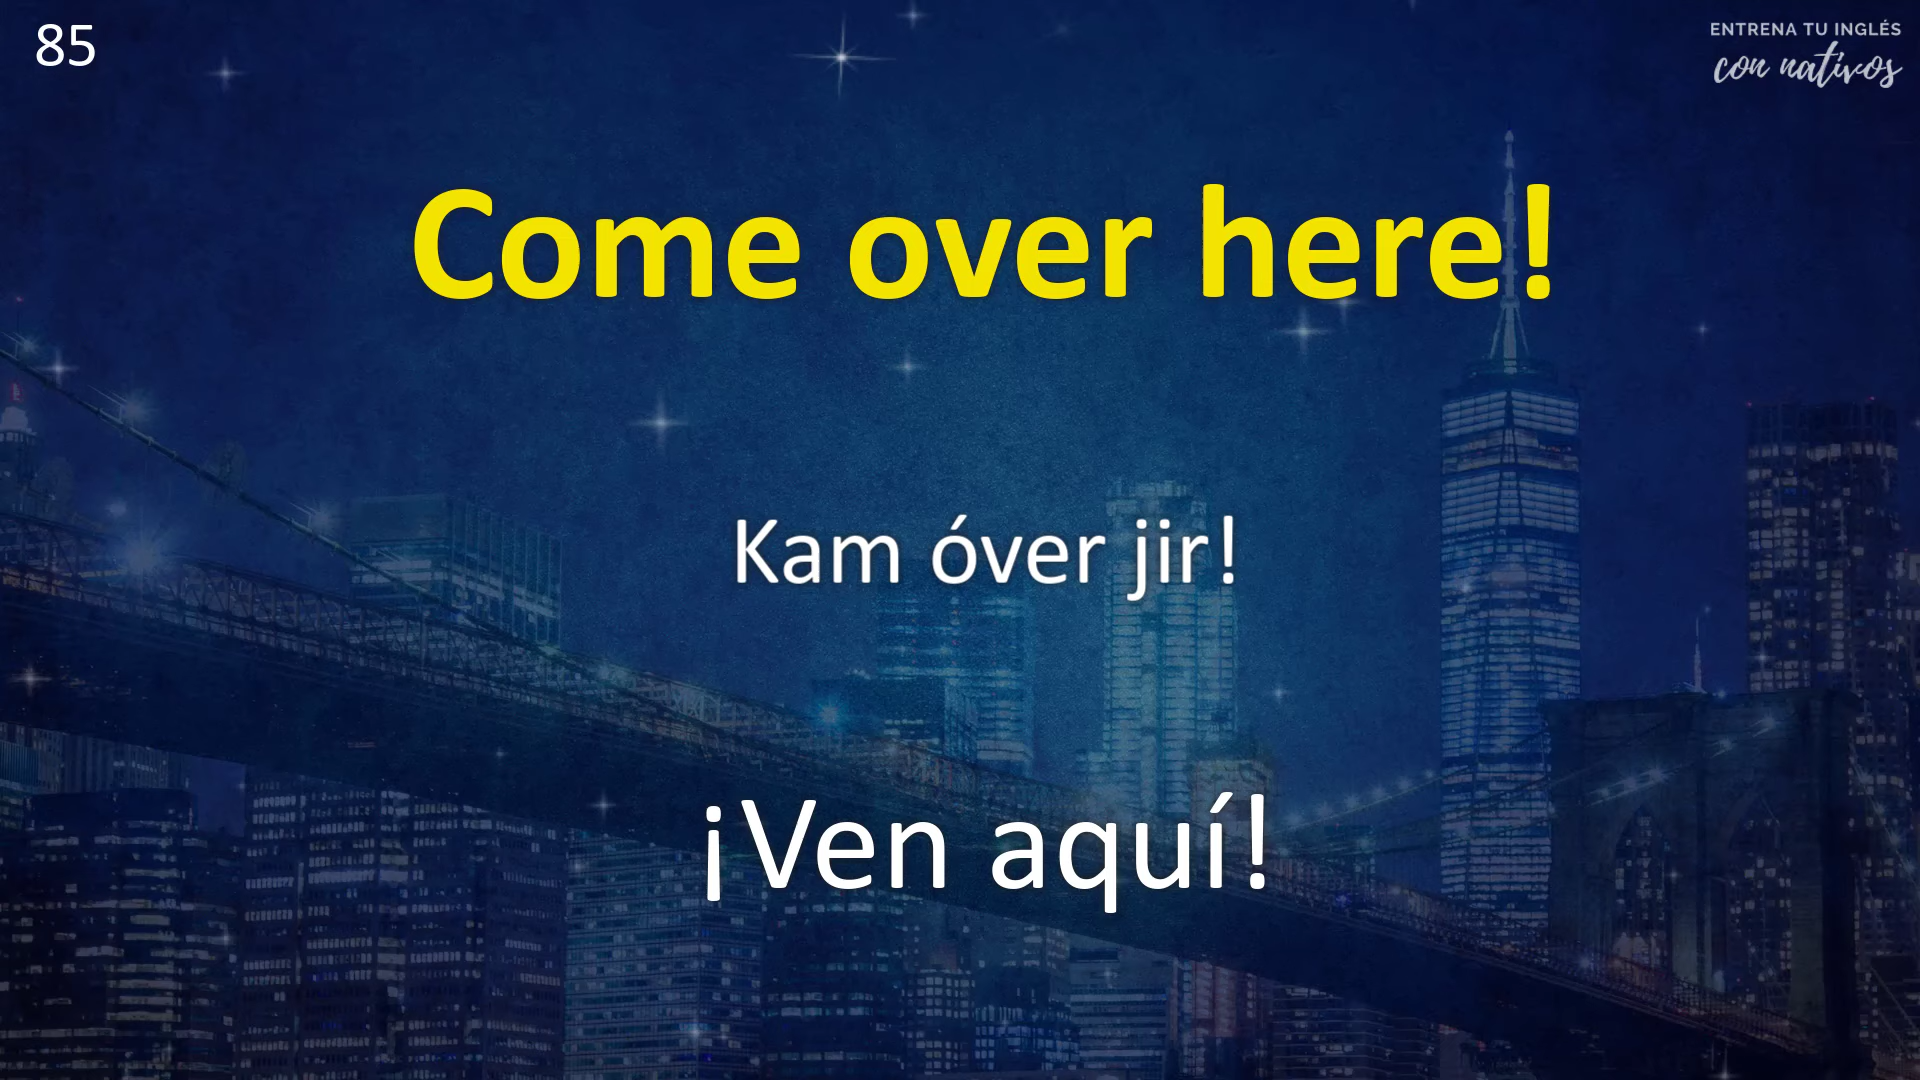 85
ENTRENA TU INGLÉS
con nativos
Come over here!
Kam óver jir!
¡Ven aquí!